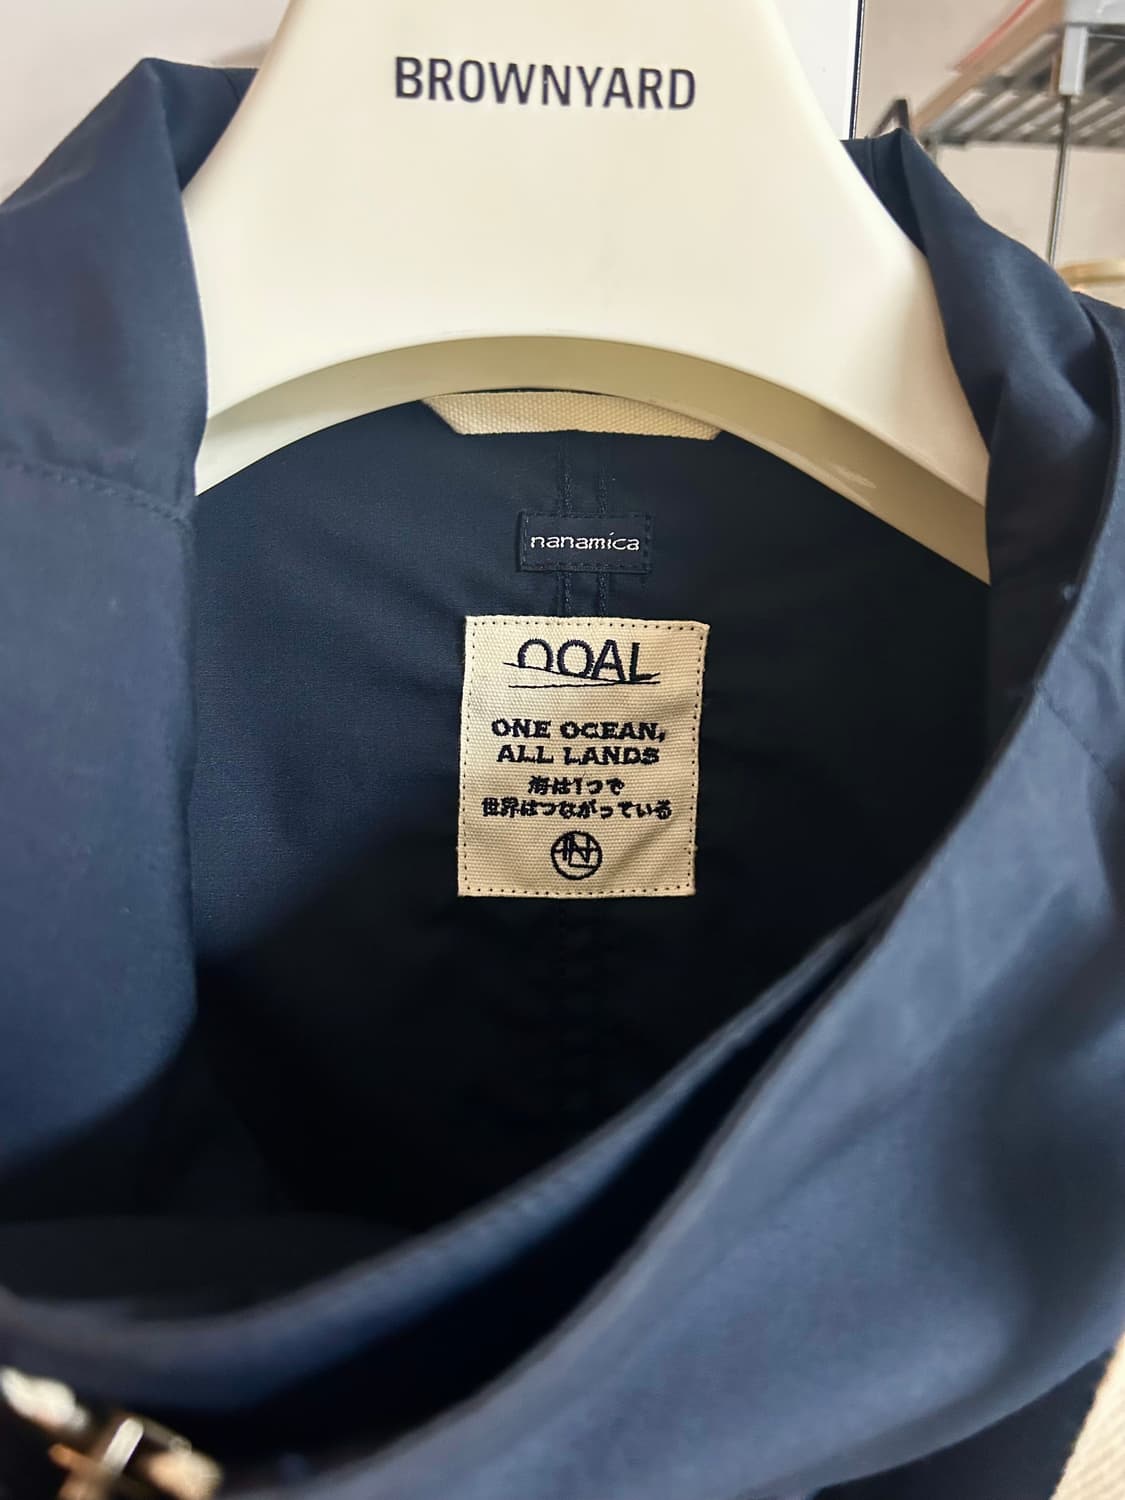 BROWNYARD
nanamica
OOAL
ONE OCEAN,
ALL LANDS
海は1つで
世界はつながっている